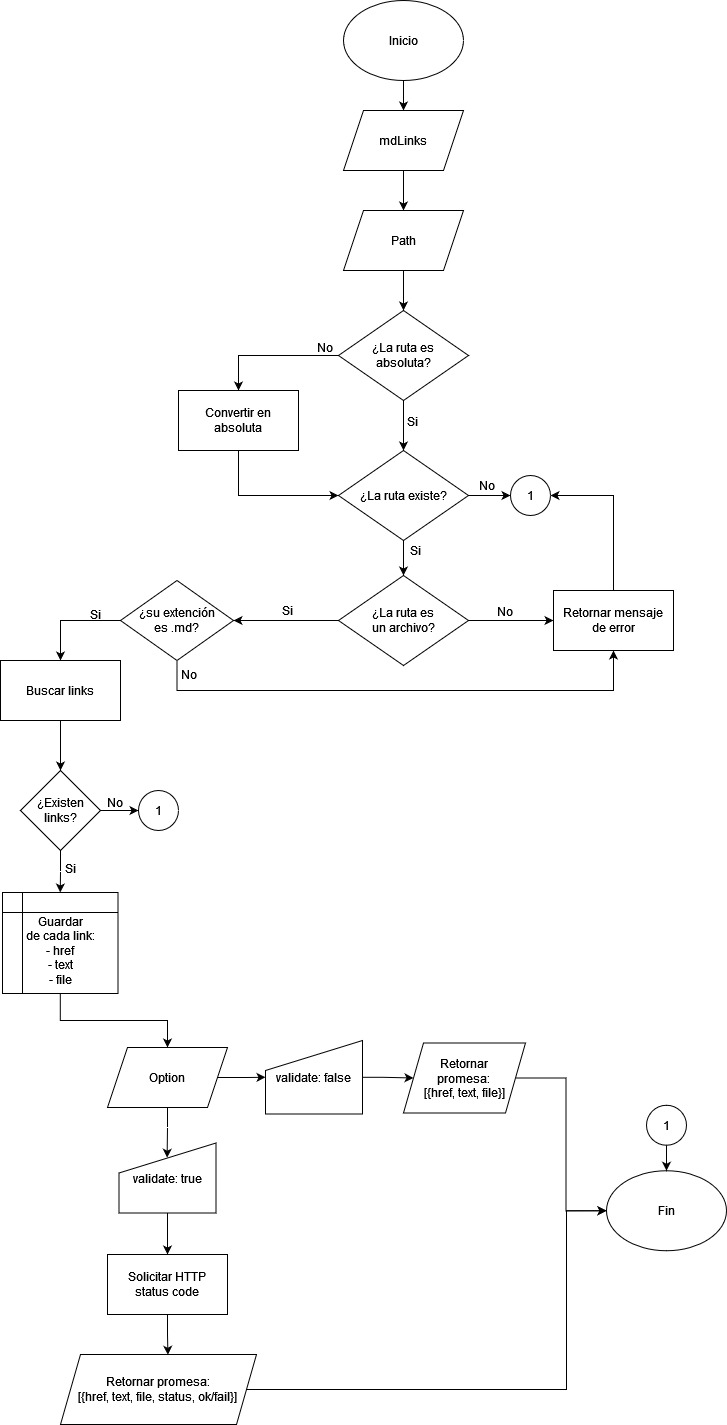 Inicio
mdLinks
Path
¿La ruta es
absoluta?
No
Convertir en
absoluta
Si
¿La ruta existe?
No
1
Si
¿La ruta es
un archivo?
No
Retornar mensaje
de error
Si
¿su extención
es .md?
Si
No
Buscar links
¿Existen
links?
No
1
Si
Guardar
de cada link:
- href
- text
- file
Option
validate: false
Retornar
promesa:
[{href, text, file}]
validate: true
Solicitar HTTP
status code
Retornar promesa:
[{href, text, file, status, ok/fail}]
1
Fin